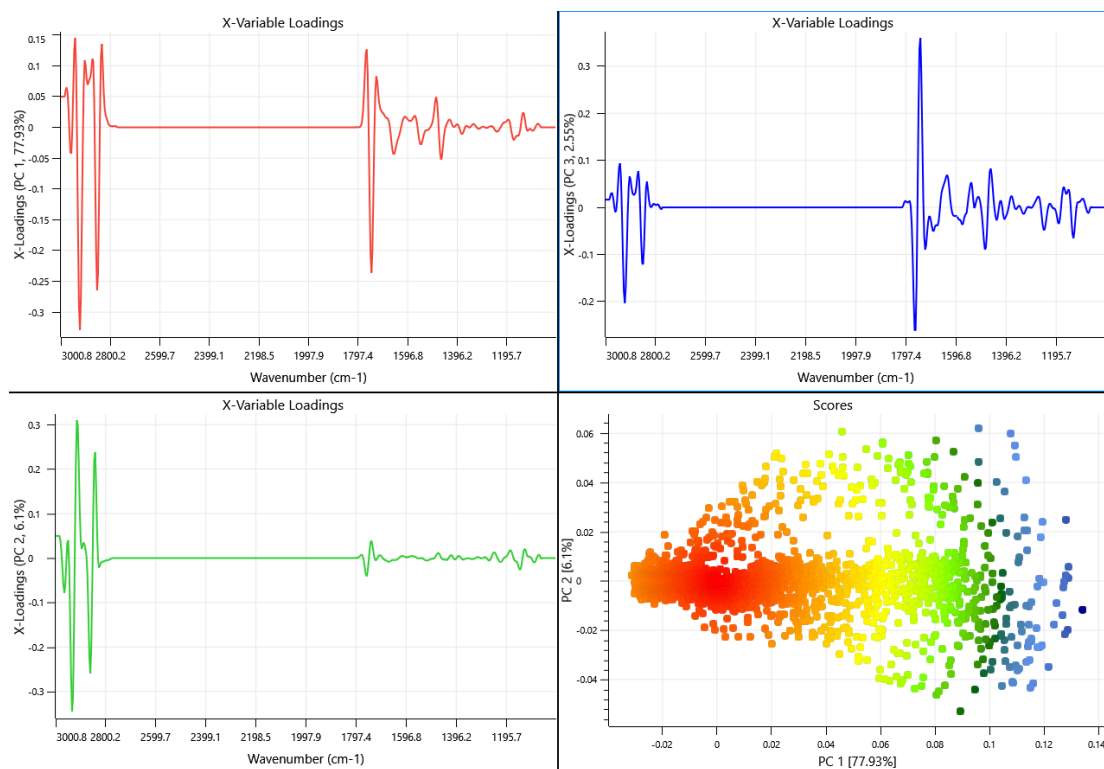 X-Variable Loadings
X-Loadings (PC 1, 77.93%)
0.15
0.1
0.05
0
-0.05
-0.1
-0.15
-0.2
-0.25
-0.3
3000.8 2800.2 2599.7 2399.1 2198.5 1997.9 1797.4 1596.8 1396.2 1195.7
Wavenumber (cm-1)
X-Variable Loadings
X-Loadings (PC 3, 2.55%)
0.3
0.2
0.1
0
-0.1
-0.2
3000.8 2800.2 2599.7 2399.1 2198.5 1997.9 1797.4 1596.8 1396.2 1195.7
Wavenumber (cm-1)
X-Variable Loadings
X-Loadings (PC 2, 6.1%)
0.3
0.2
0.1
0
-0.1
-0.2
-0.3
3000.8 2800.2 2599.7 2399.1 2198.5 1997.9 1797.4 1596.8 1396.2 1195.7
Wavenumber (cm-1)
Scores
PC 2 [6.1%]
0.06
0.04
0.02
0
-0.02
-0.04
-0.02 0 0.02 0.04 0.06 0.08 0.1 0.12 0.14
PC 1 [77.93%]